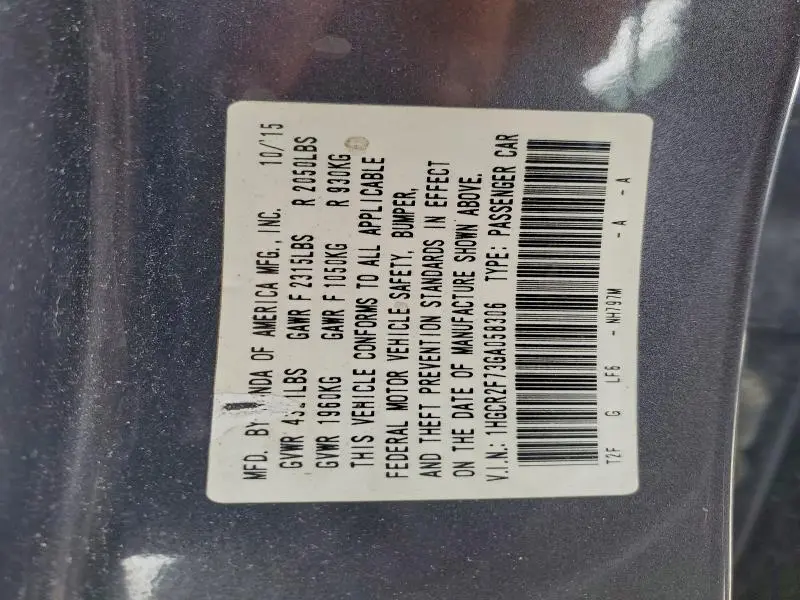 MFD. BY NDA OF AMERICA MFG., INC. 10/'15
GVWR GAWR F 2315LBS R 2050LBS
GVWR 1960KG GAWR F 1050KG R 930KG
THIS VEHICLE CONFORMS TO ALL APPLICABLE
FEDERAL MOTOR VEHICLE SAFETY, BUMPER,
AND THEFT PREVENTION STANDARDS IN EFFECT
ON THE DATE OF MANUFACTURE SHOWN ABOVE.
V.I.N.: 1HGCR2F73GA058306 TYPE: PASSENGER CAR
T2F G LF6 - NH797M - A - A